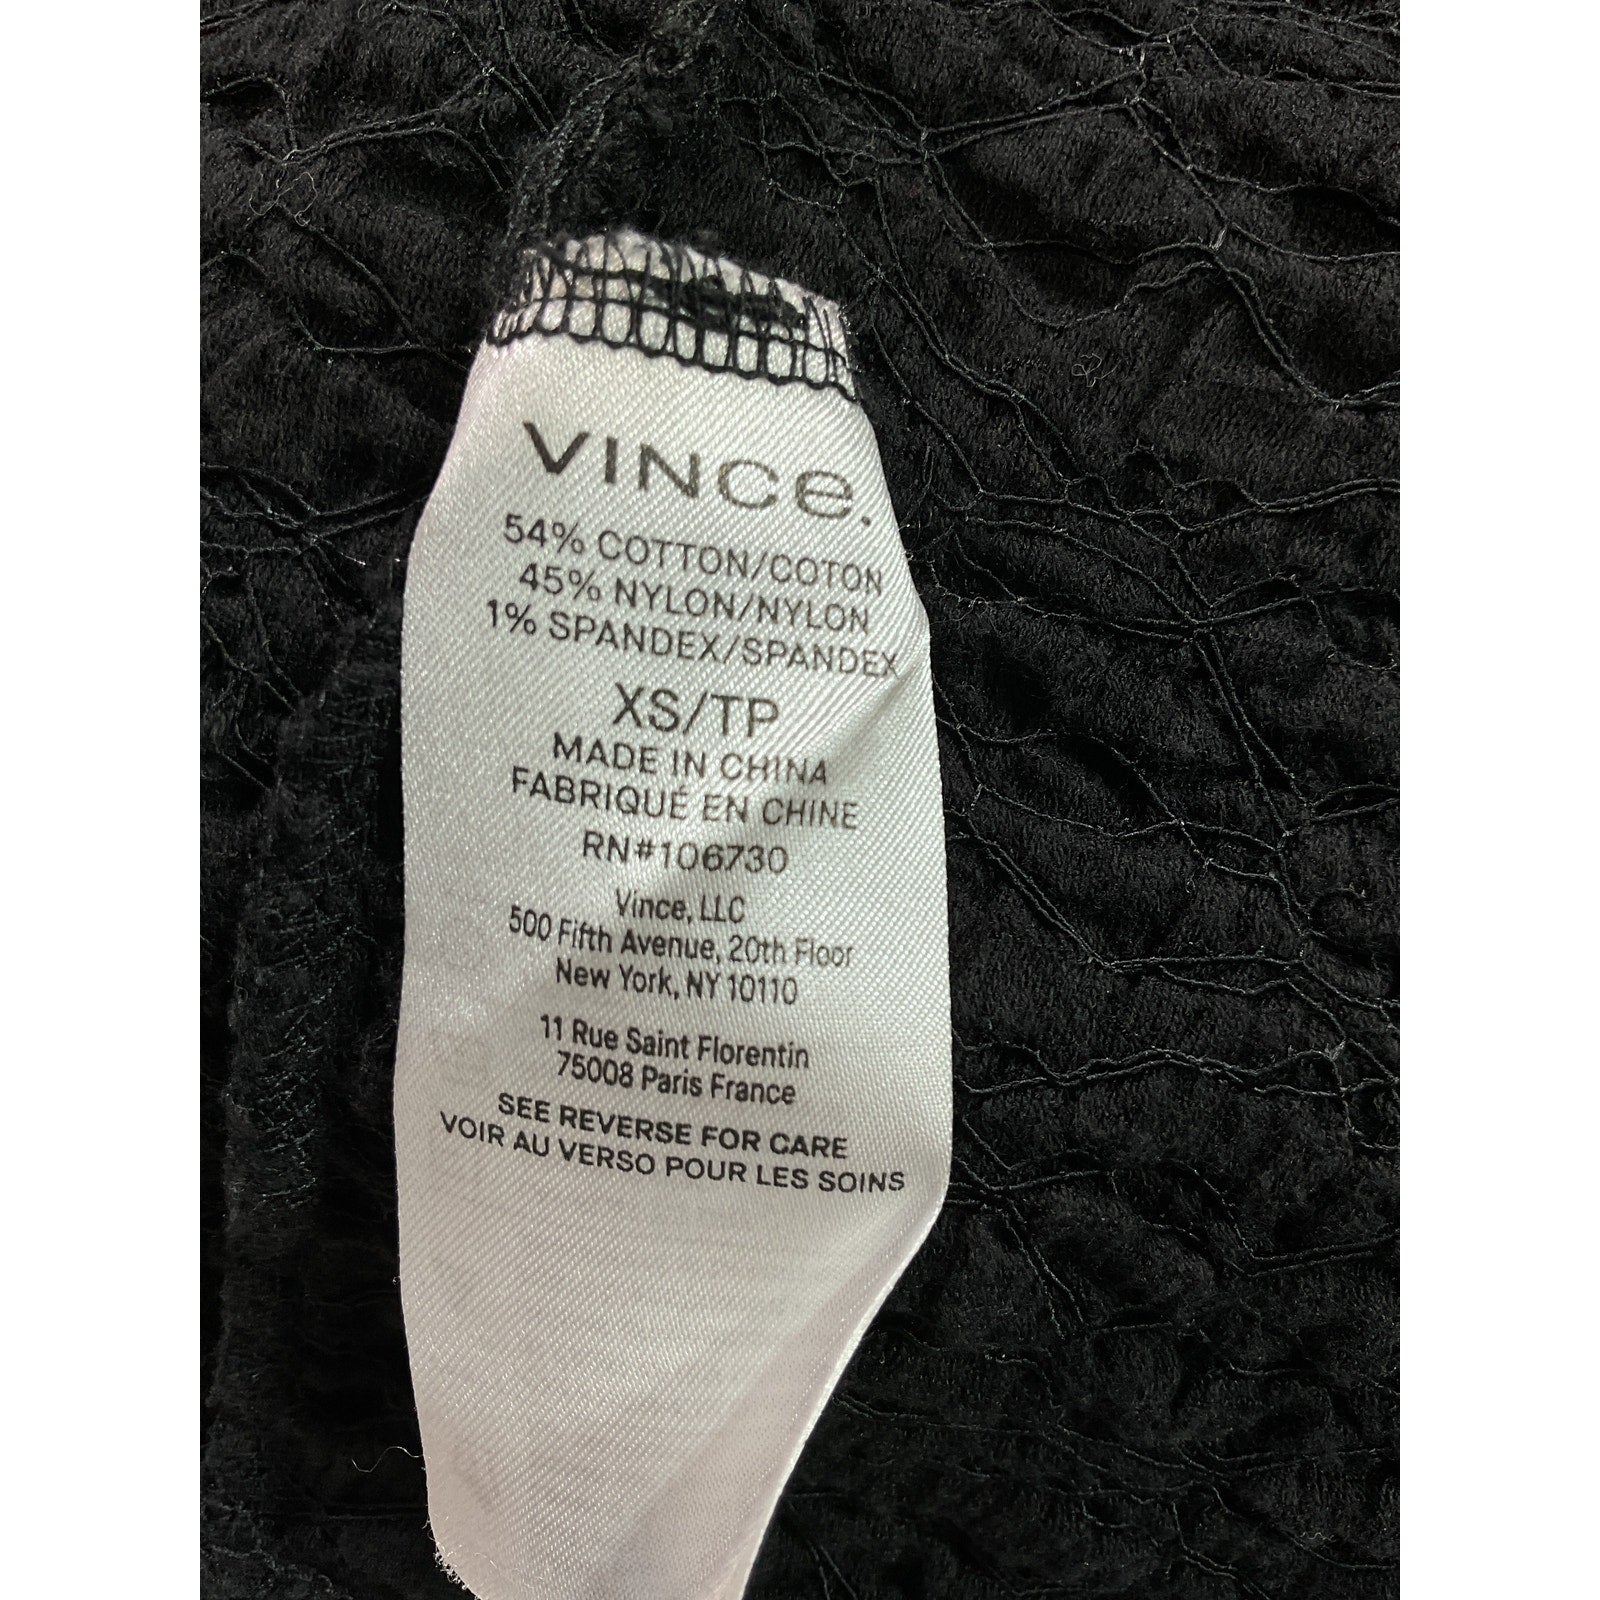 VINCe.
54% COTTON/COTON
45% NYLON/NYLON
1% SPANDEX/SPANDEX
XS/TP
MADE IN CHINA
FABRIQUÉ EN CHINE
RN#106730
Vince, LLC
500 Fifth Avenue, 20th Floor
New York, NY 10110
11 Rue Saint Florentin
75008 Paris France
SEE REVERSE FOR CARE
VOIR AU VERSO POUR LES SOINS